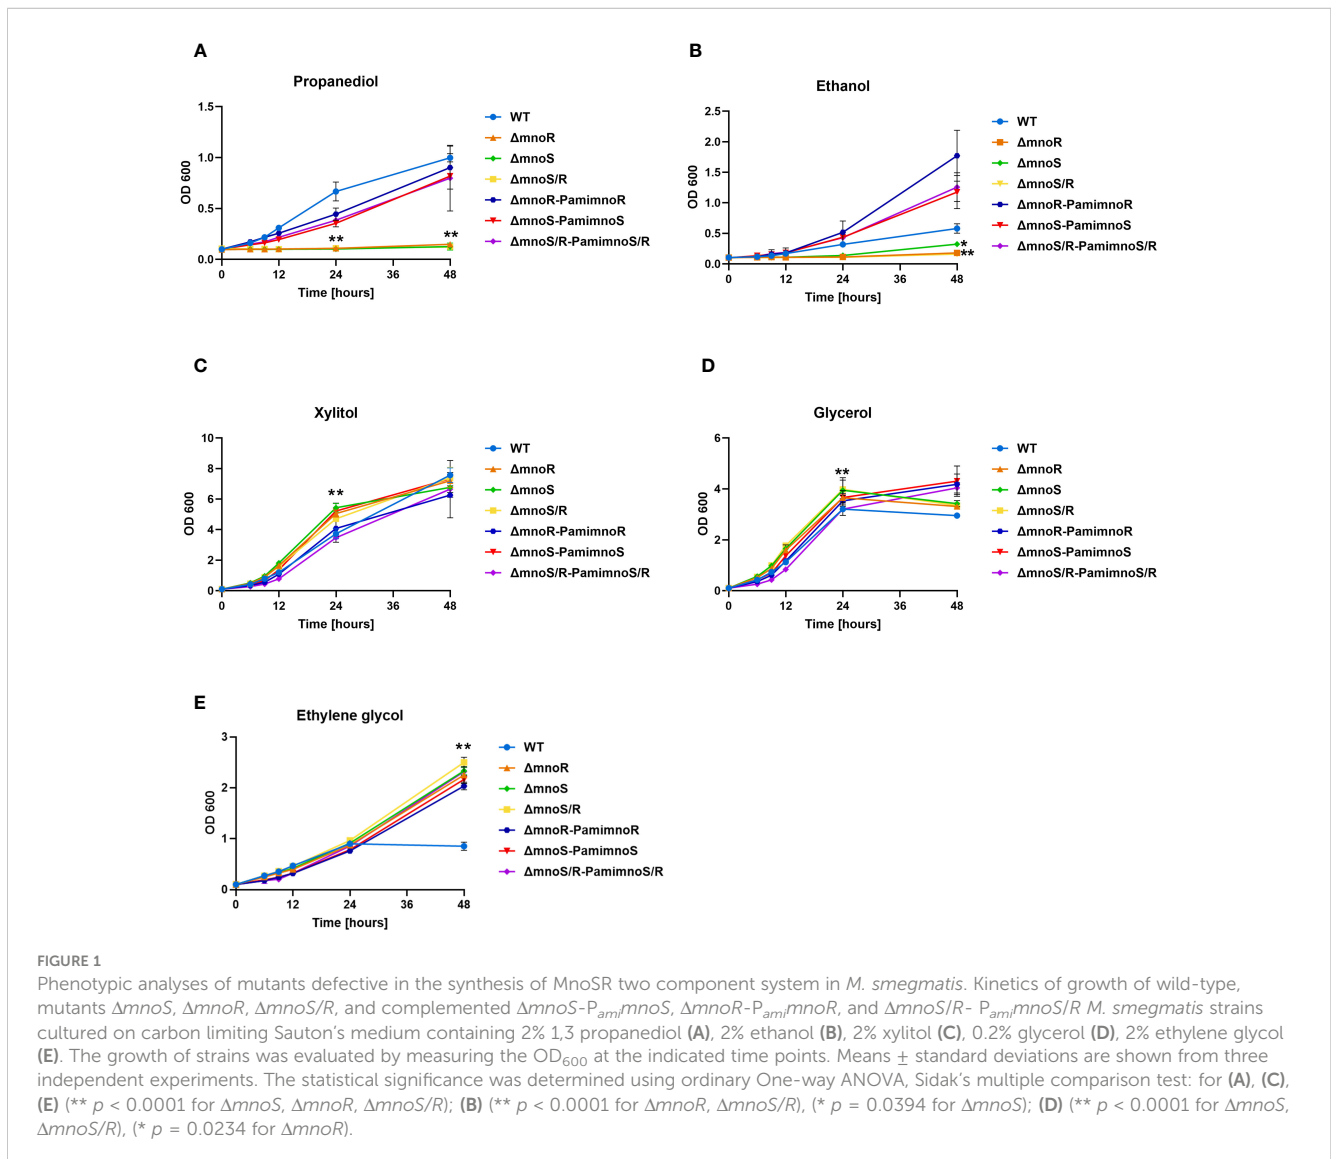 A
Propanediol
OD 600
1.5
1.0
0.5
0.0
0 12 24 36 48
Time [hours]
**
**
WT
ΔmnoR
ΔmnoS
ΔmnoS/R
ΔmnoR-PamimnoR
ΔmnoS-PamimnoS
ΔmnoS/R-PamimnoS/R
B
Ethanol
OD 600
2.5
2.0
1.5
1.0
0.5
0.0
0 12 24 36 48
Time [hours]
*
**
WT
ΔmnoR
ΔmnoS
ΔmnoS/R
ΔmnoR-PamimnoR
ΔmnoS-PamimnoS
ΔmnoS/R-PamimnoS/R
C
Xylitol
OD 600
10
8
6
4
2
0
0 12 24 36 48
Time [hours]
**
WT
ΔmnoR
ΔmnoS
ΔmnoS/R
ΔmnoR-PamimnoR
ΔmnoS-PamimnoS
ΔmnoS/R-PamimnoS/R
D
Glycerol
OD 600
6
4
2
0
0 12 24 36 48
Time [hours]
**
WT
ΔmnoR
ΔmnoS
ΔmnoS/R
ΔmnoR-PamimnoR
ΔmnoS-PamimnoS
ΔmnoS/R-PamimnoS/R
E
Ethylene glycol
OD 600
3
2
1
0
0 12 24 36 48
Time [hours]
**
WT
ΔmnoR
ΔmnoS
ΔmnoS/R
ΔmnoR-PamimnoR
ΔmnoS-PamimnoS
ΔmnoS/R-PamimnoS/R
FIGURE 1
Phenotypic analyses of mutants defective in the synthesis of MnoSR two component system in M. smegmatis. Kinetics of growth of wild-type,
mutants ΔmnoS, ΔmnoR, ΔmnoS/R, and complemented ΔmnoS-PamimnoS, ΔmnoR-PamimnoR, and ΔmnoS/R- PamimnoS/R M. smegmatis strains
cultured on carbon limiting Sauton's medium containing 2% 1,3 propanediol (A), 2% ethanol (B), 2% xylitol (C), 0.2% glycerol (D), 2% ethylene glycol
(E). The growth of strains was evaluated by measuring the OD600 at the indicated time points. Means ± standard deviations are shown from three
independent experiments. The statistical significance was determined using ordinary One-way ANOVA, Sidak's multiple comparison test: for (A), (C),
(E) (** p < 0.0001 for ΔmnoS, ΔmnoR, ΔmnoS/R); (B) (** p < 0.0001 for ΔmnoR, ΔmnoS/R), (* p = 0.0394 for ΔmnoS); (D) (** p < 0.0001 for ΔmnoS,
ΔmnoS/R), (* p = 0.0234 for ΔmnoR).